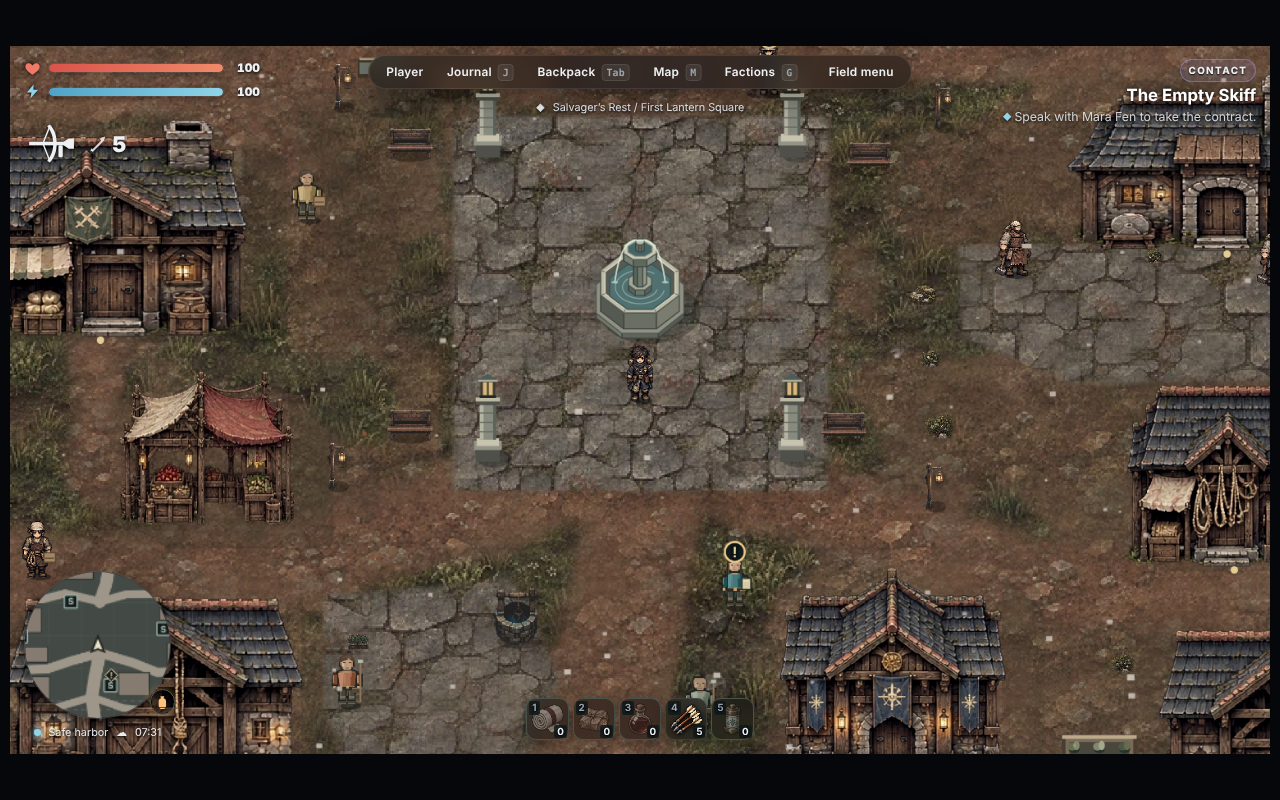 100
100
5
Player Journal J Backpack Tab Map M Factions G Field menu
Salvager's Rest / First Lantern Square
CONTACT
The Empty Skiff
Speak with Mara Fen to take the contract.
!
S
S
S
Safe harbor 07:31
1 0
2 0
3 0
4 5
5 0